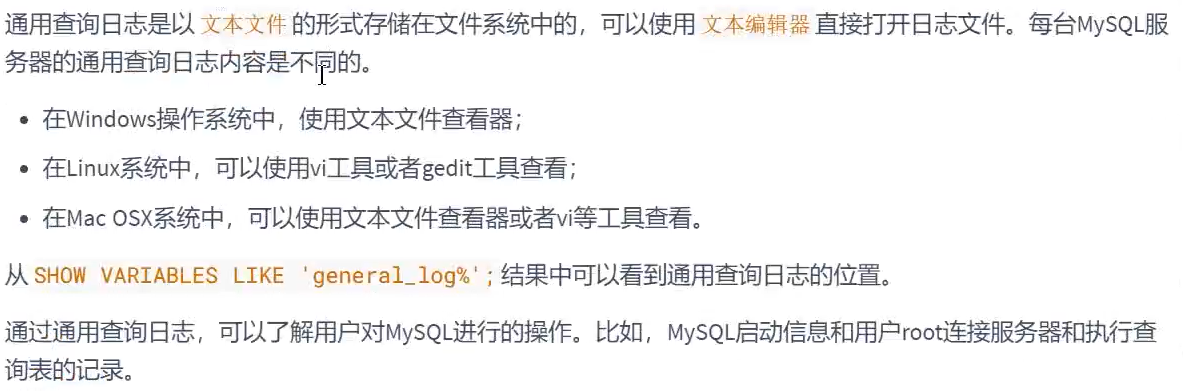 通用查询日志是以 文本文件 的形式存储在文件系统中的，可以使用 文本编辑器 直接打开日志文件。每台MySQL服
务器的通用查询日志内容是不同的。
• 在Windows操作系统中，使用文本文件查看器；
• 在Linux系统中，可以使用vi工具或者gedit工具查看；
• 在Mac OSX系统中，可以使用文本文件查看器或者vi等工具查看。
从 SHOW VARIABLES LIKE 'general_log%'; 结果中可以看到通用查询日志的位置。
通过通用查询日志，可以了解用户对MySQL进行的操作。比如，MySQL启动信息和用户root连接服务器和执行查
询表的记录。